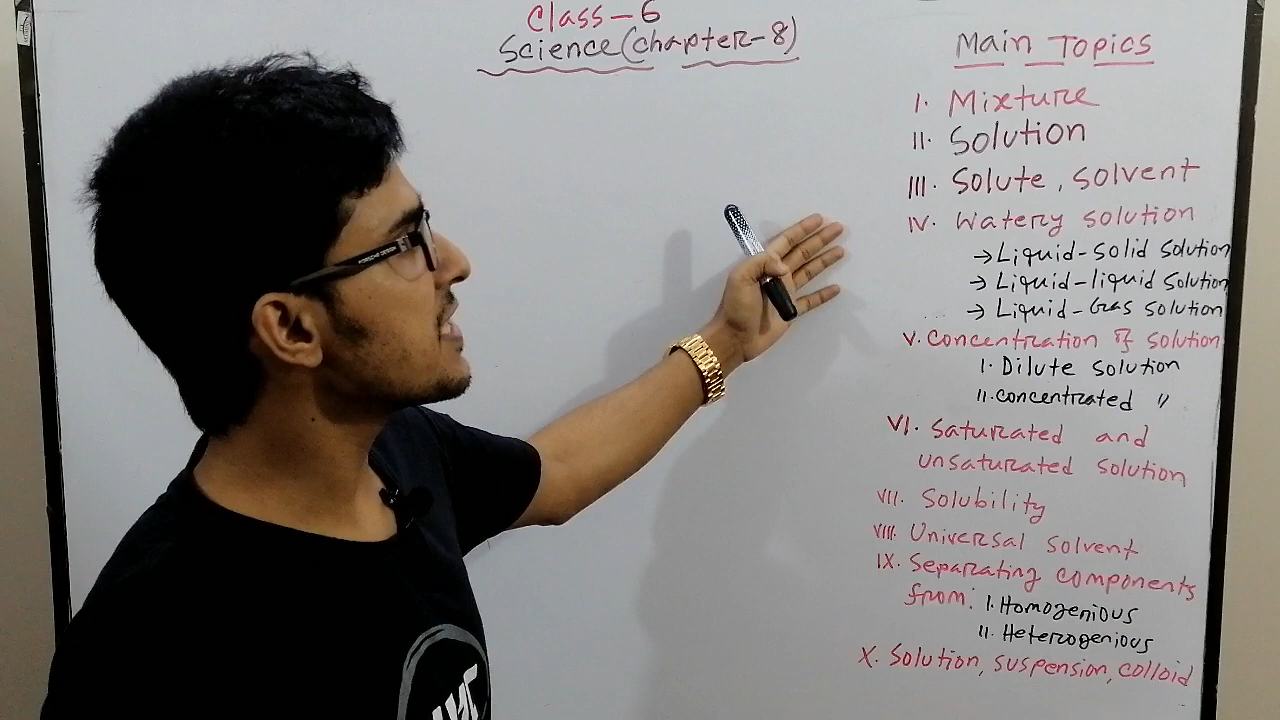 Class-6
Science(chapter-8)
Main Topics
I. Mixture
II. Solution
III. Solute, solvent
IV. Watery solution
→ Liquid-solid solution
→ Liquid-liquid solution
→ Liquid-Gas solution
V. Concentration of solution
I. Dilute solution
II. concentrated "
VI. Saturated and
unsaturated solution
VII. Solubility
VIII. Universal solvent
IX. Separating components
from: I. Homogenious
II. Heterogenious
X. Solution, suspension, colloid